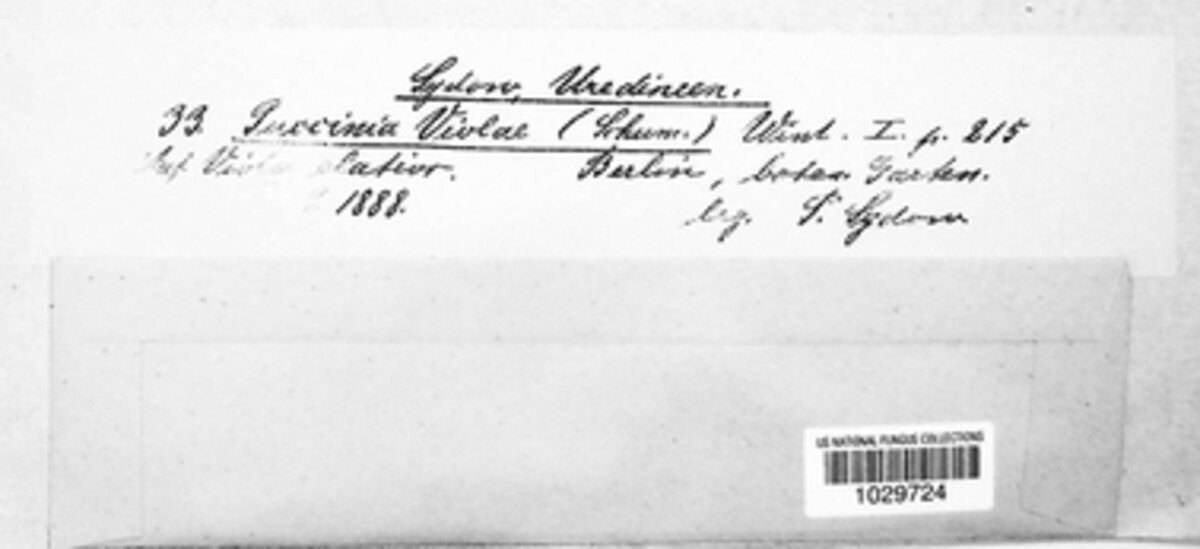 Sydow, Uredineen.
33. Puccinia Violae (Schum.) Wint. I. p. 215
Auf Viola elatior. Berlin, botan. Garten.
1888. leg. P. Sydow.
US NATIONAL FUNGUS COLLECTIONS
1029724